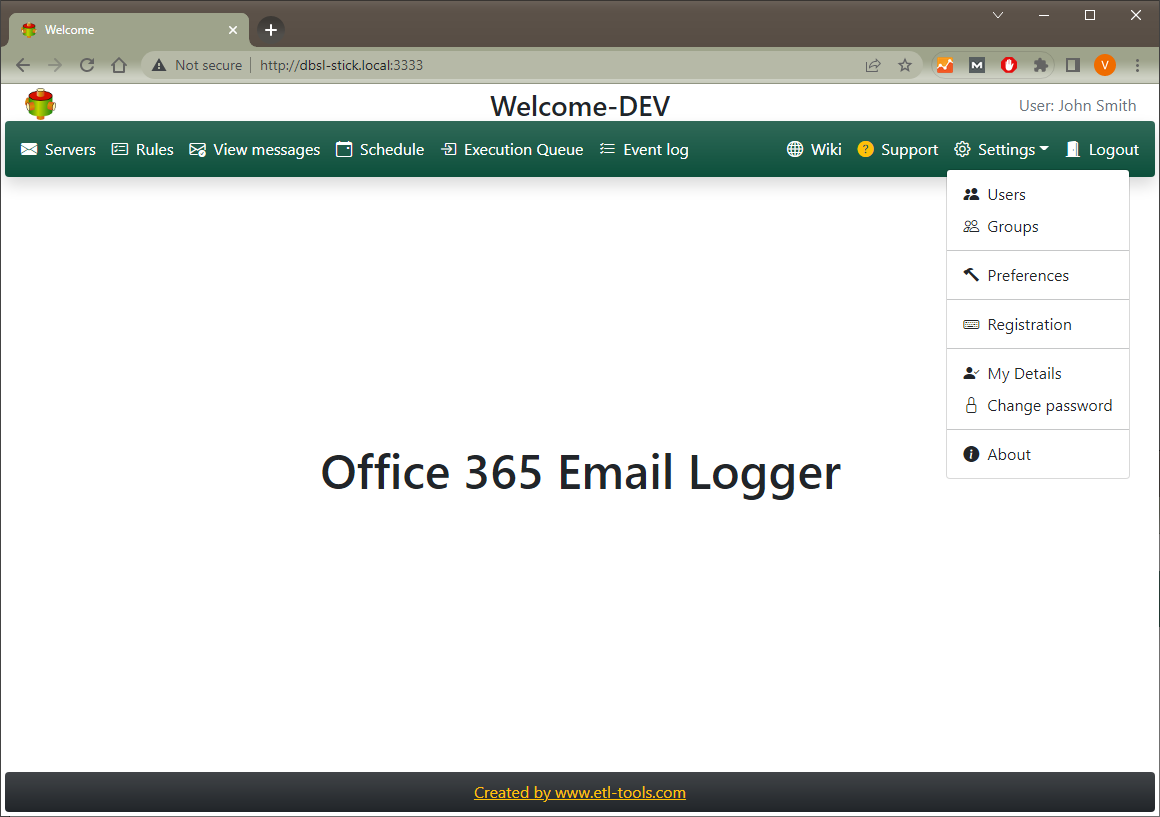 Welcome
Not secure http://dbsl-stick.local:3333
V
Welcome-DEV
User: John Smith
Servers Rules View messages Schedule Execution Queue Event log Wiki ? Support Settings Logout
Users
Groups
Preferences
Registration
My Details
Change password
About
Office 365 Email Logger
Created by www.etl-tools.com